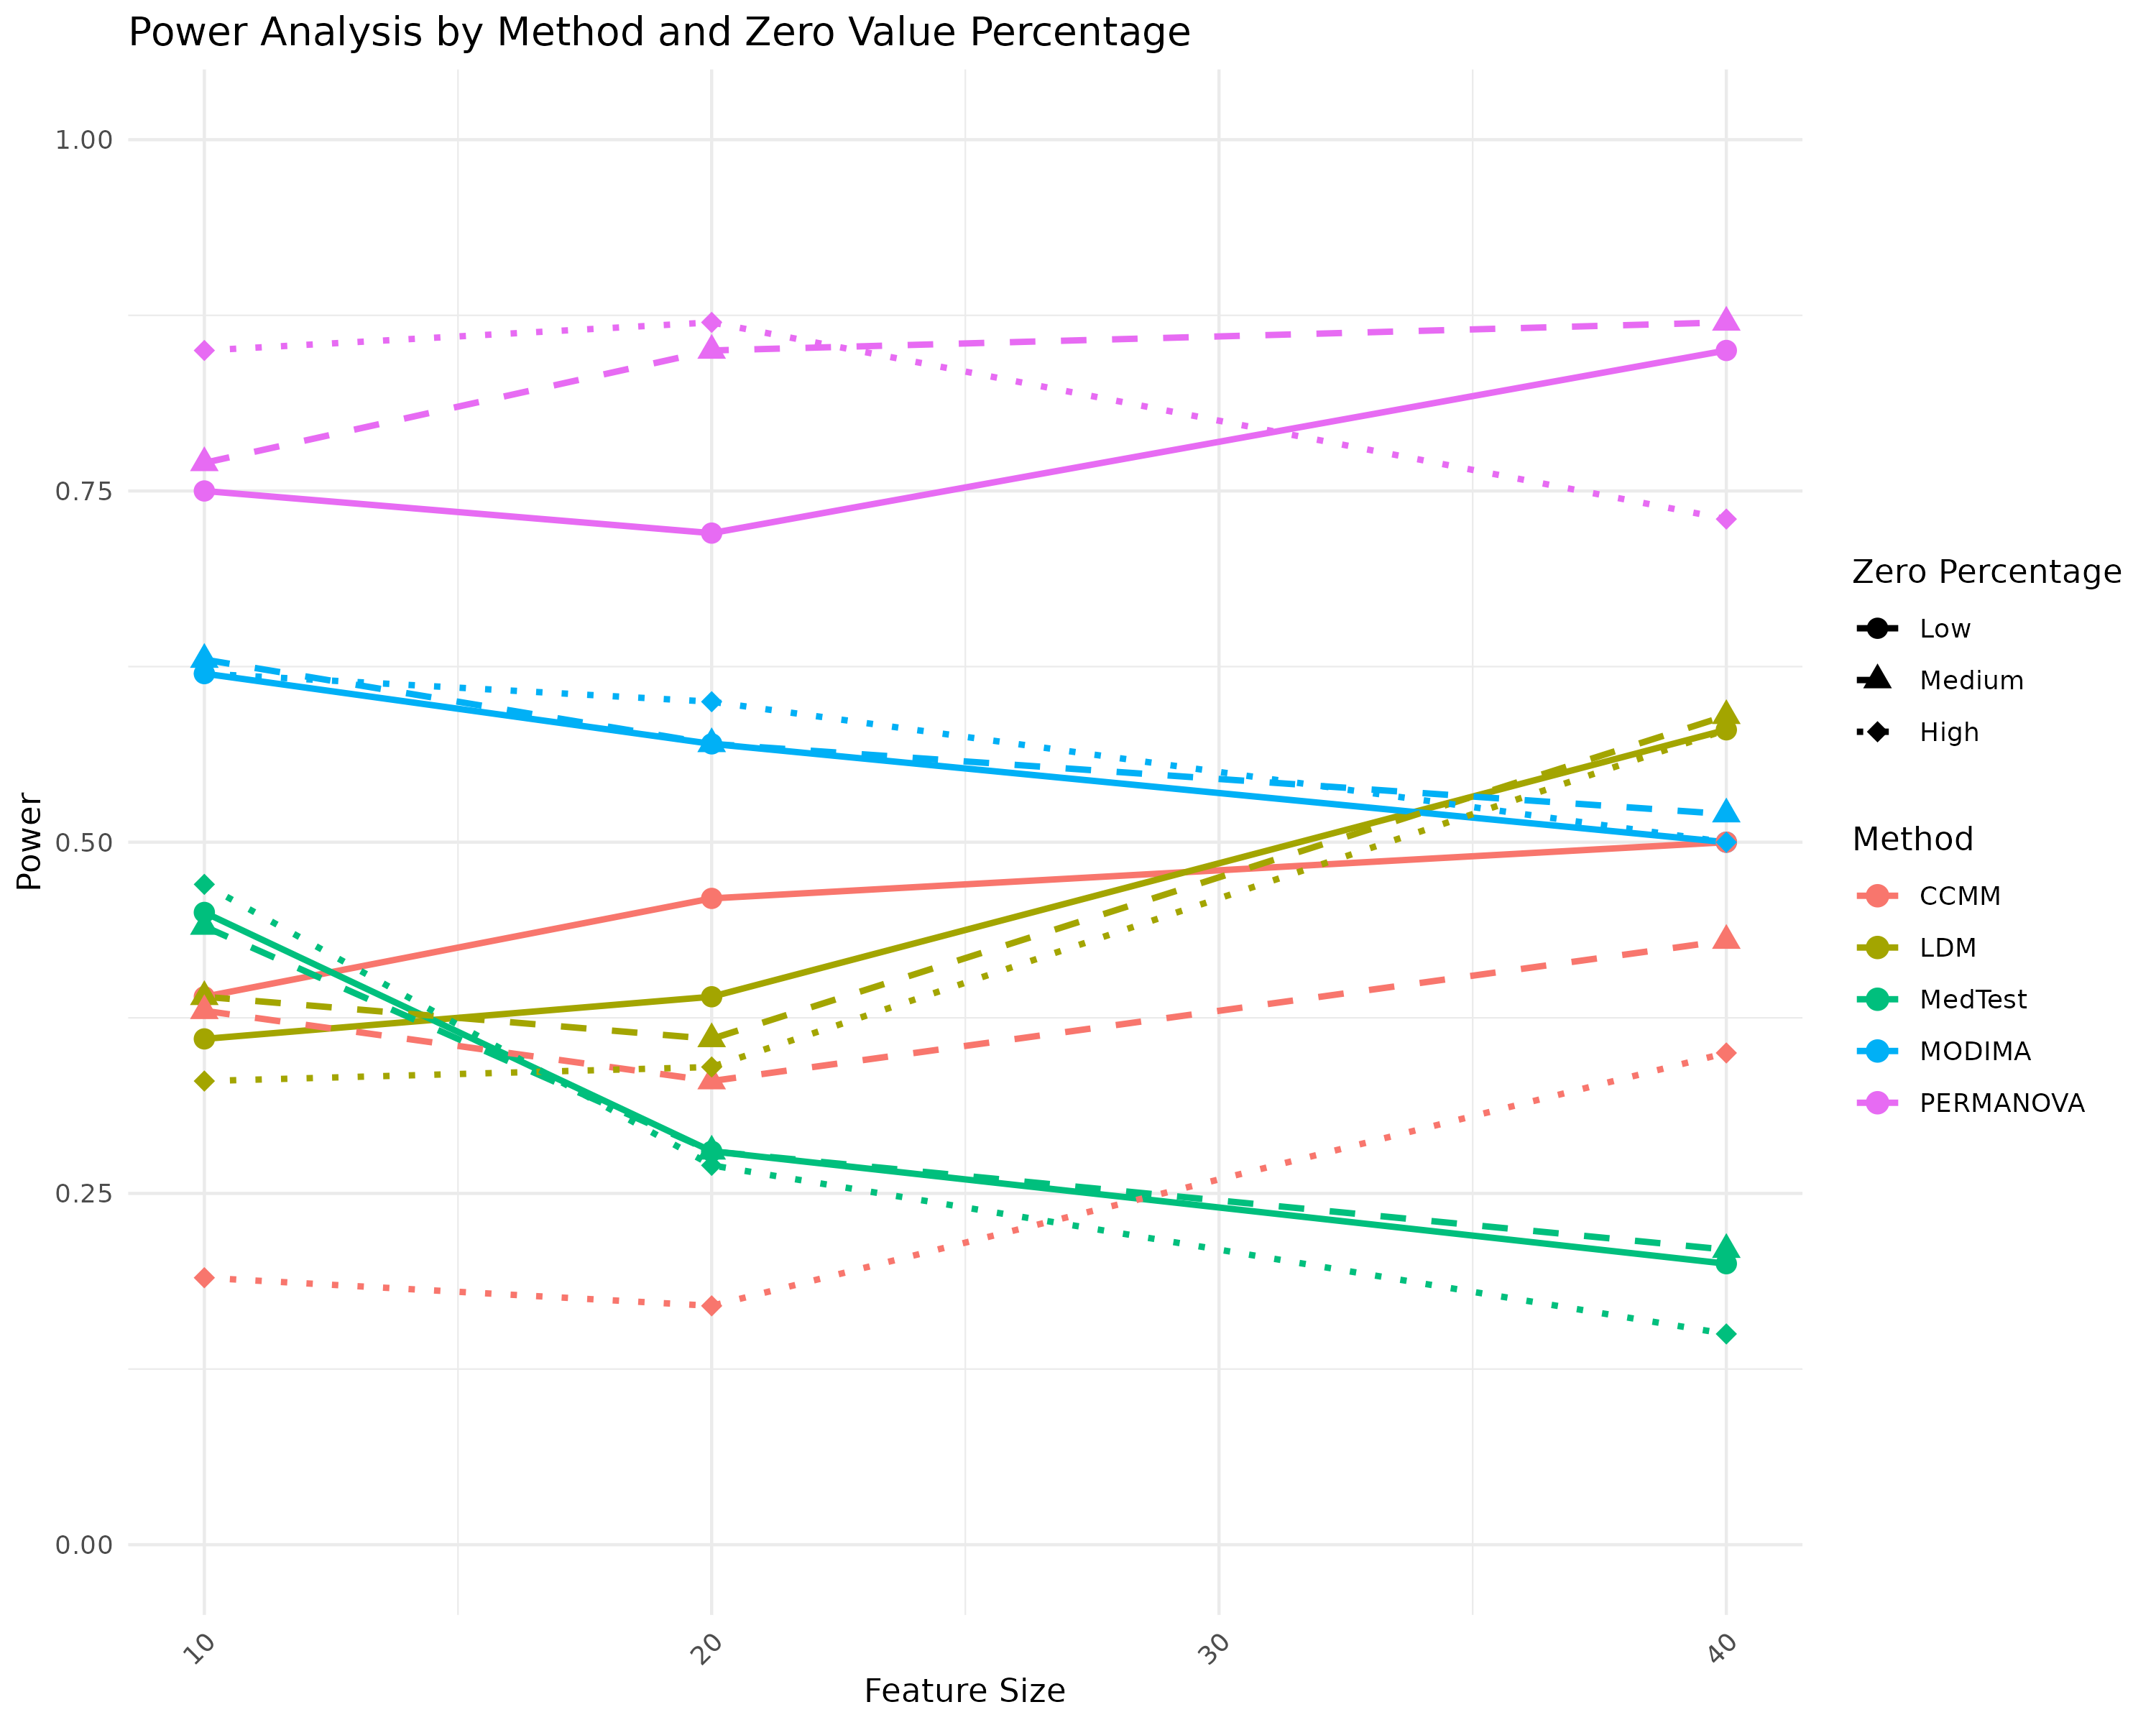 Power Analysis by Method and Zero Value Percentage
1.00
0.75
0.50
0.25
0.00
Power
10
20
30
40
Feature Size
Zero Percentage
Low
Medium
High
Method
CCMM
LDM
MedTest
MODIMA
PERMANOVA